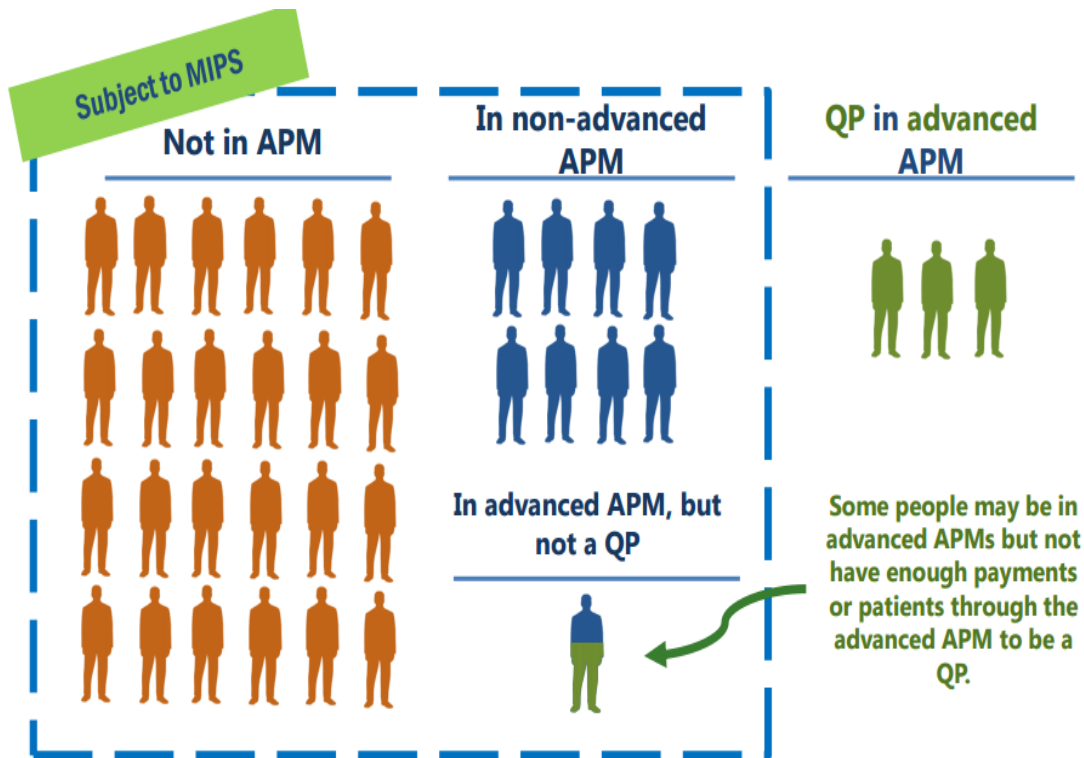 Subject to MIPS
Not in APM
In non-advanced
APM
QP in advanced
APM
In advanced APM, but
not a QP
Some people may be in
advanced APMs but not
have enough payments
or patients through the
advanced APM to be a
QP.